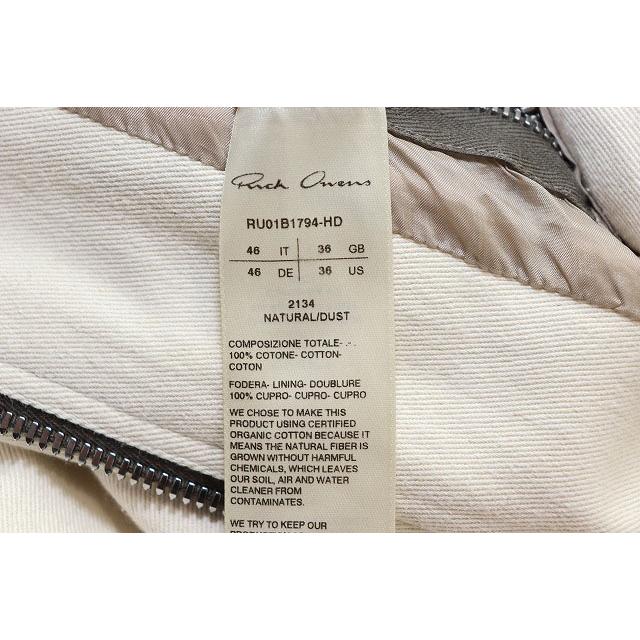 Rick Owens
RU01B1794-HD
46 IT 36 GB
46 DE 36 US
2134
NATURAL/DUST
COMPOSIZIONE TOTALE- .- .
100% COTONE- COTTON-
COTON
FODERA- LINING- DOUBLURE
100% CUPRO- CUPRO- CUPRO
WE CHOSE TO MAKE THIS
PRODUCT USING CERTIFIED
ORGANIC COTTON BECAUSE IT
MEANS THE NATURAL FIBER IS
GROWN WITHOUT HARMFUL
CHEMICALS, WHICH LEAVES
OUR SOIL, AIR AND WATER
CLEANER FROM
CONTAMINATES.
WE TRY TO KEEP OUR